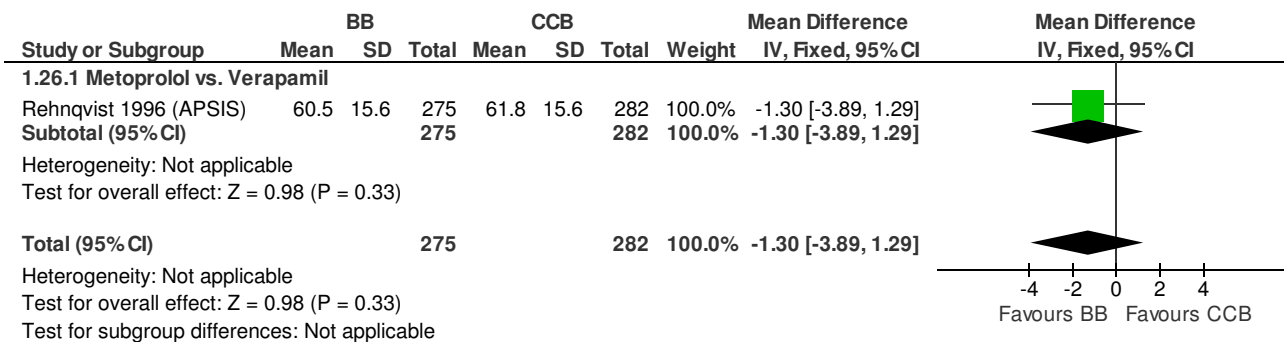 BB CCB Mean Difference Mean Difference
Study or Subgroup Mean SD Total Mean SD Total Weight IV, Fixed, 95% CI IV, Fixed, 95% CI
1.26.1 Metoprolol vs. Verapamil
Rehnqvist 1996 (APSIS) 60.5 15.6 275 61.8 15.6 282 100.0% -1.30 [-3.89, 1.29]
Subtotal (95% CI) 275 282 100.0% -1.30 [-3.89, 1.29]
Heterogeneity: Not applicable
Test for overall effect: Z = 0.98 (P = 0.33)
Total (95% CI) 275 282 100.0% -1.30 [-3.89, 1.29]
Heterogeneity: Not applicable
Test for overall effect: Z = 0.98 (P = 0.33)
Test for subgroup differences: Not applicable
-4 -2 0 2 4
Favours BB Favours CCB